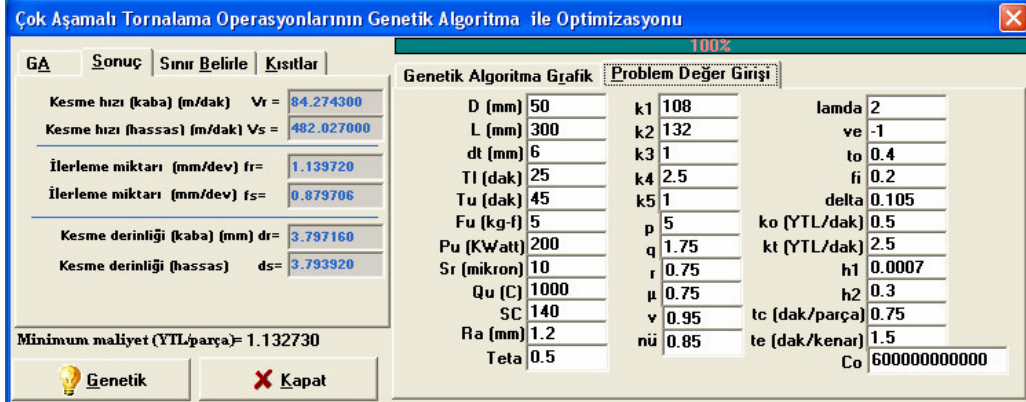 Çok Aşamalı Tornalama Operasyonlarının Genetik Algoritma ile Optimizasyonu
100%
GA Sonuç Sınır Belirle Kısıtlar
Kesme hızı (kaba) (m/dak) Vr = 84.274300
Kesme hızı (hassas) (m/dak) Vs = 482.027000
İlerleme miktarı (mm/dev) fr= 1.139720
İlerleme miktarı (mm/dev) fs= 0.879706
Kesme derinliği (kaba) (mm) dr= 3.797160
Kesme derinliği (hassas) ds= 3.793920
Minimum maliyet (YTL/parça)= 1.132730
Genetik Kapat
Genetik Algoritma Grafik Problem Değer Girişi
D (mm) 50
L (mm) 300
dt (mm) 6
Tl (dak) 25
Tu (dak) 45
Fu (kg-f) 5
Pu (KWatt) 200
Sr (mikron) 10
Qu (C) 1000
SC 140
Ra (mm) 1.2
Teta 0.5
k1 108
k2 132
k3 1
k4 2.5
k5 1
p 5
q 1.75
r 0.75
µ 0.75
v 0.95
nü 0.85
lamda 2
ve -1
to 0.4
fi 0.2
delta 0.105
ko (YTL/dak) 0.5
kt (YTL/dak) 2.5
h1 0.0007
h2 0.3
tc (dak/parça) 0.75
te (dak/kenar) 1.5
Co 600000000000